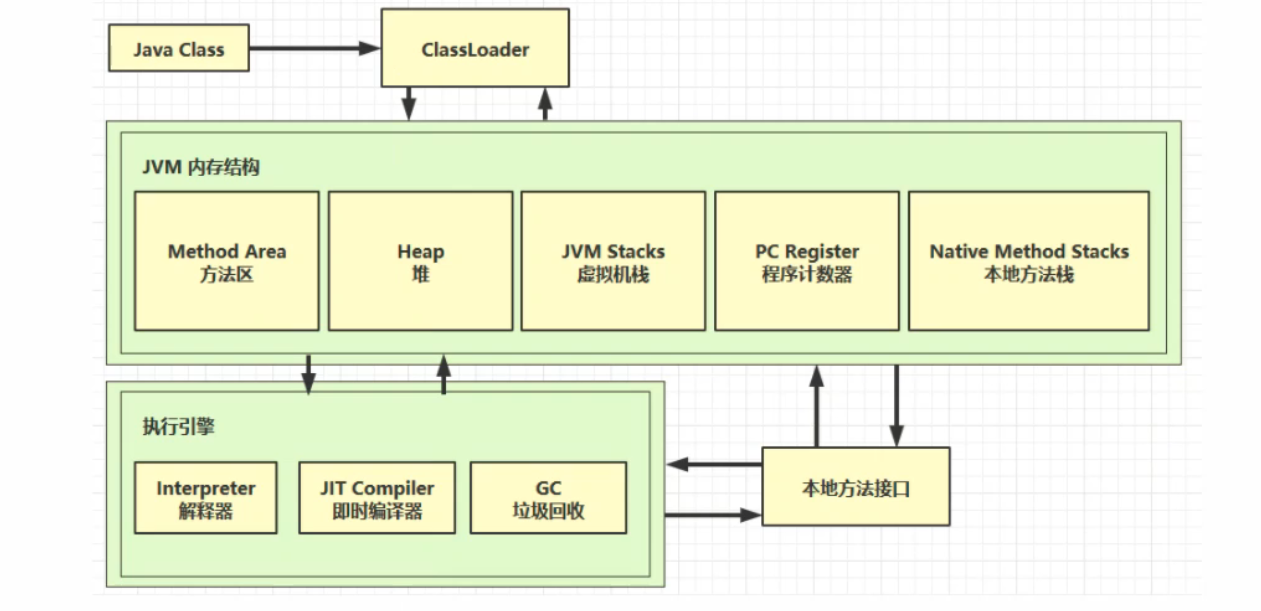 Java Class
ClassLoader
JVM 内存结构
Method Area
方法区
Heap
堆
JVM Stacks
虚拟机栈
PC Register
程序计数器
Native Method Stacks
本地方法栈
执行引擎
Interpreter
解释器
JIT Compiler
即时编译器
GC
垃圾回收
本地方法接口